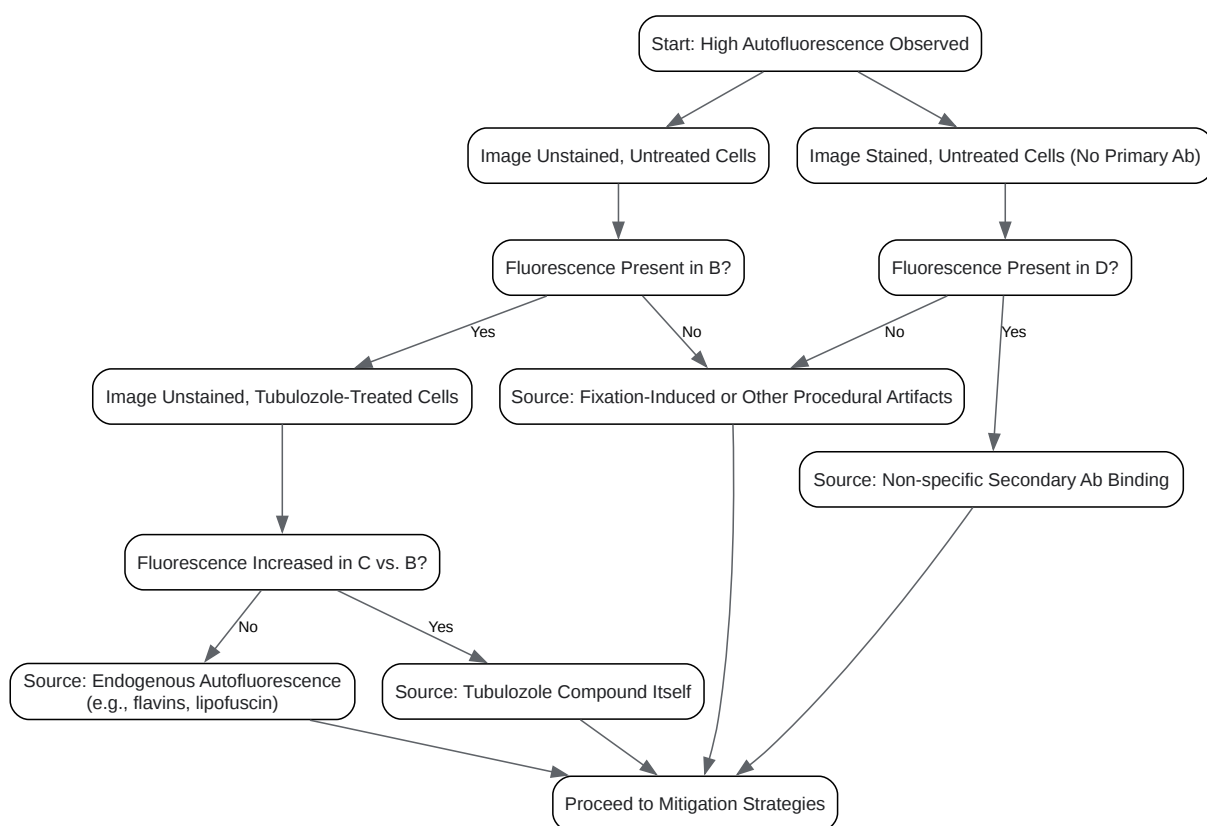 Start: High Autofluorescence Observed
Image Unstained, Untreated Cells
Image Stained, Untreated Cells (No Primary Ab)
Fluorescence Present in B?
Fluorescence Present in D?
Yes
No
No
Yes
Image Unstained, Tubulozole-Treated Cells
Source: Fixation-Induced or Other Procedural Artifacts
Source: Non-specific Secondary Ab Binding
Fluorescence Increased in C vs. B?
No
Yes
Source: Endogenous Autofluorescence
(e.g., flavins, lipofuscin)
Source: Tubulozole Compound Itself
Proceed to Mitigation Strategies